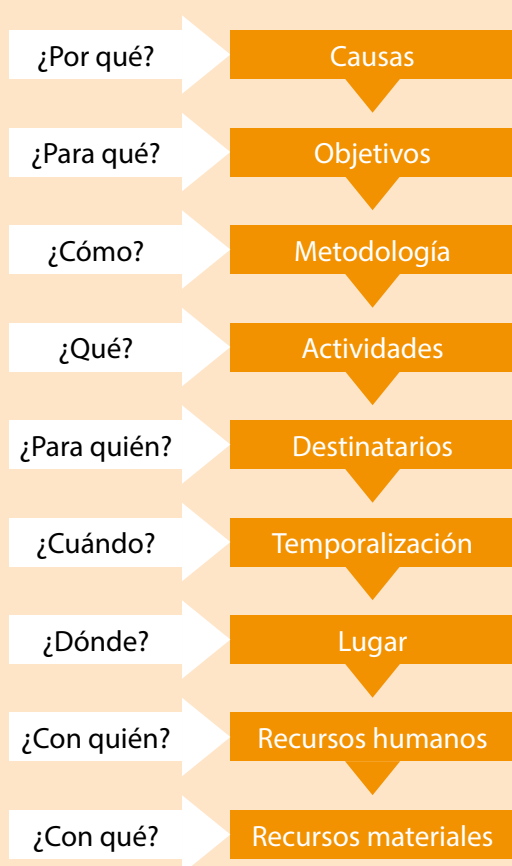 ¿Por qué? Causas
¿Para qué? Objetivos
¿Cómo? Metodología
¿Qué? Actividades
¿Para quién? Destinatarios
¿Cuándo? Temporalización
¿Dónde? Lugar
¿Con quién? Recursos humanos
¿Con qué? Recursos materiales